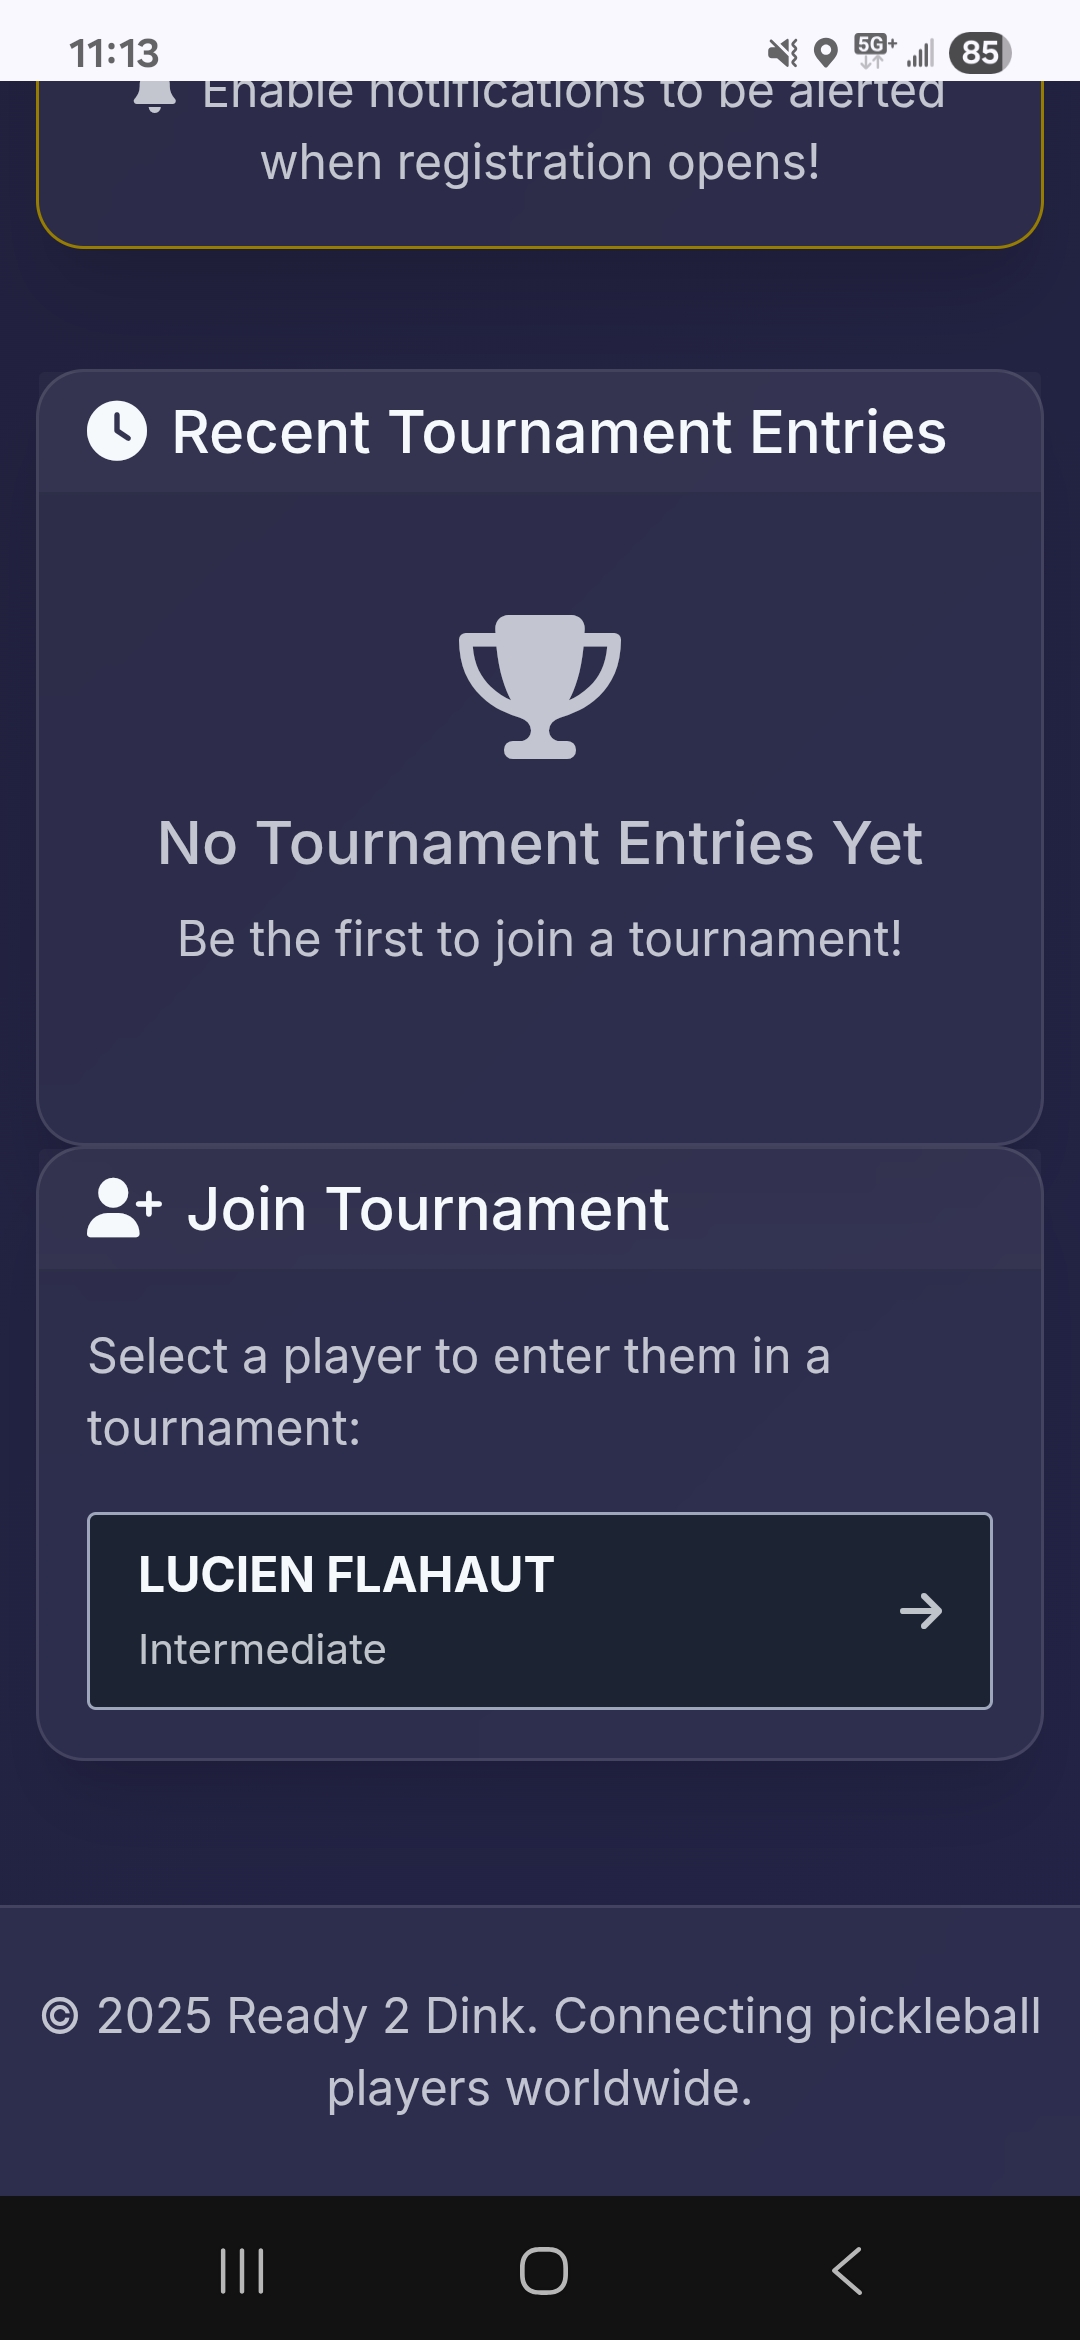 11:13
5G+
85
Enable notifications to be alerted
when registration opens!
Recent Tournament Entries
No Tournament Entries Yet
Be the first to join a tournament!
Join Tournament
Select a player to enter them in a
tournament:
LUCIEN FLAHAUT
Intermediate
© 2025 Ready 2 Dink. Connecting pickleball
players worldwide.